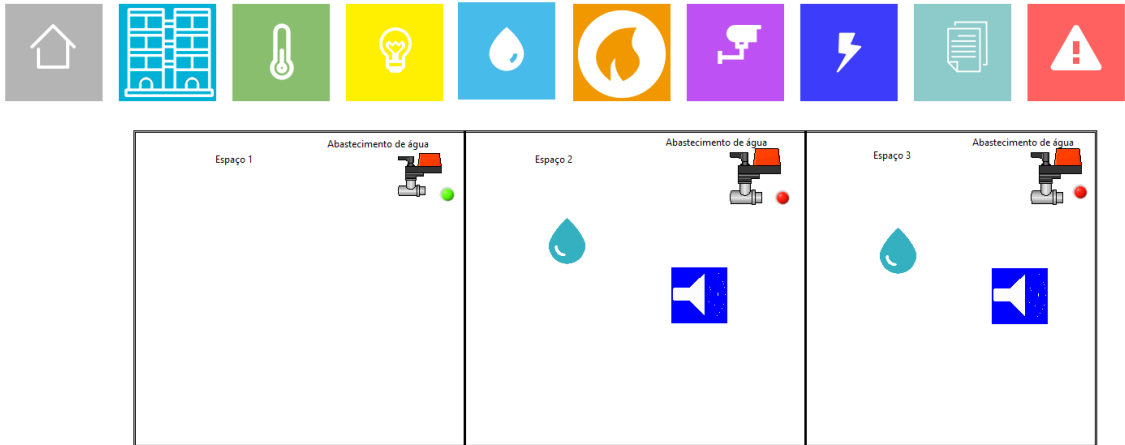 Espaço 1
Abastecimento de água
Espaço 2
Abastecimento de água
Espaço 3
Abastecimento de água